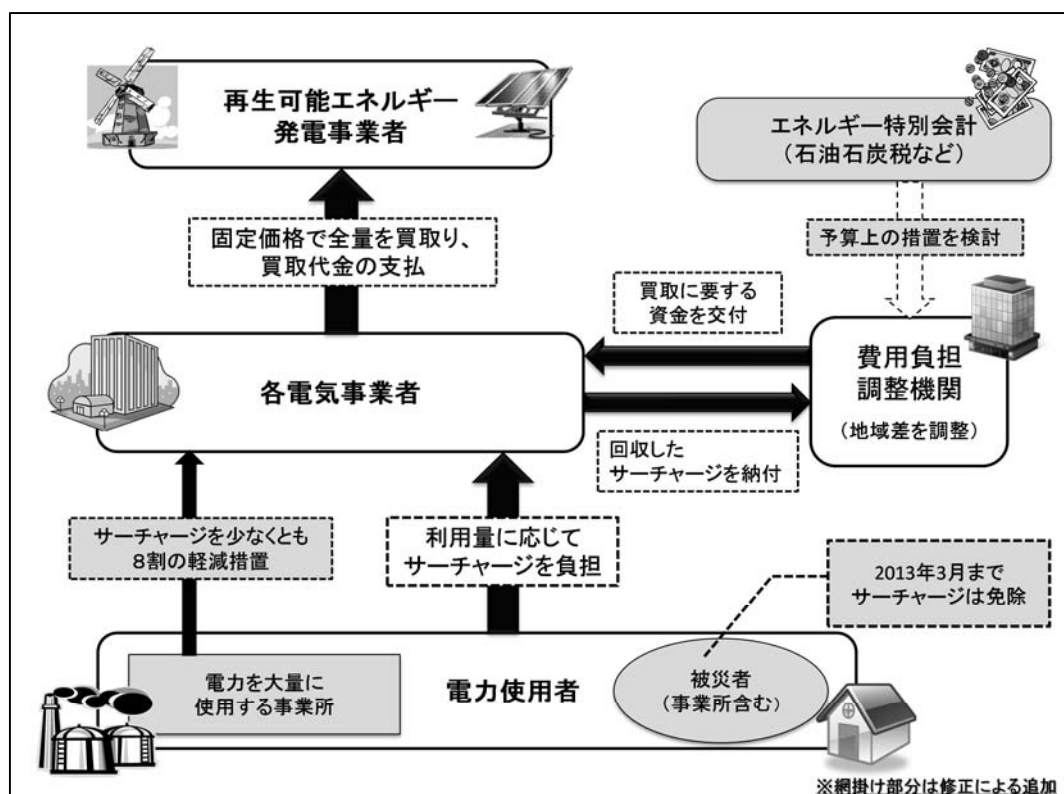 再生可能エネルギー
発電事業者
エネルギー特別会計
（石油石炭税など）
固定価格で全量を買取り、
買取代金の支払
予算上の措置を検討
買取に要する
資金を交付
各電気事業者
費用負担
調整機関
（地域差を調整）
回収した
サーチャージを納付
サーチャージを少なくとも
8割の軽減措置
利用量に応じて
サーチャージを負担
2013年3月まで
サーチャージは免除
電力を大量に
使用する事業所
電力使用者
被災者
（事業所含む）
※網掛け部分は修正による追加